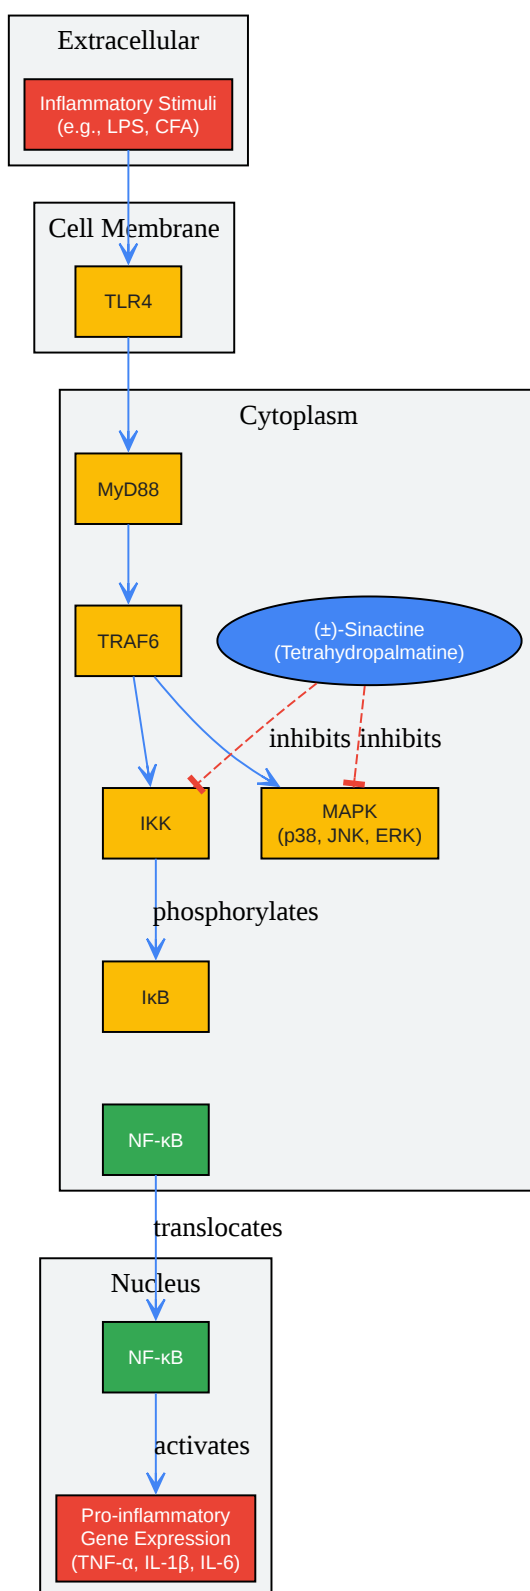 Extracellular
Inflammatory Stimuli
(e.g., LPS, CFA)
Cell Membrane
TLR4
Cytoplasm
MyD88
TRAF6
(±)-Sinactine
(Tetrahydropalmatine)
inhibits
inhibits
IKK
MAPK
(p38, JNK, ERK)
phosphorylates
IκB
NF-κB
translocates
Nucleus
NF-κB
activates
Pro-inflammatory
Gene Expression
(TNF-α, IL-1β, IL-6)